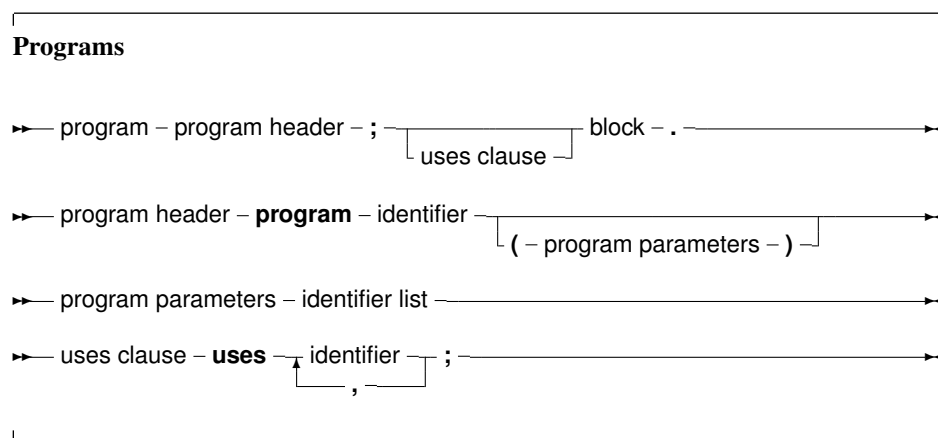 Programs
program – program header – ; – block – . –
uses clause –
program header – program – identifier –
( – program parameters – ) –
program parameters – identifier list –
uses clause – uses – identifier – ; –
, –